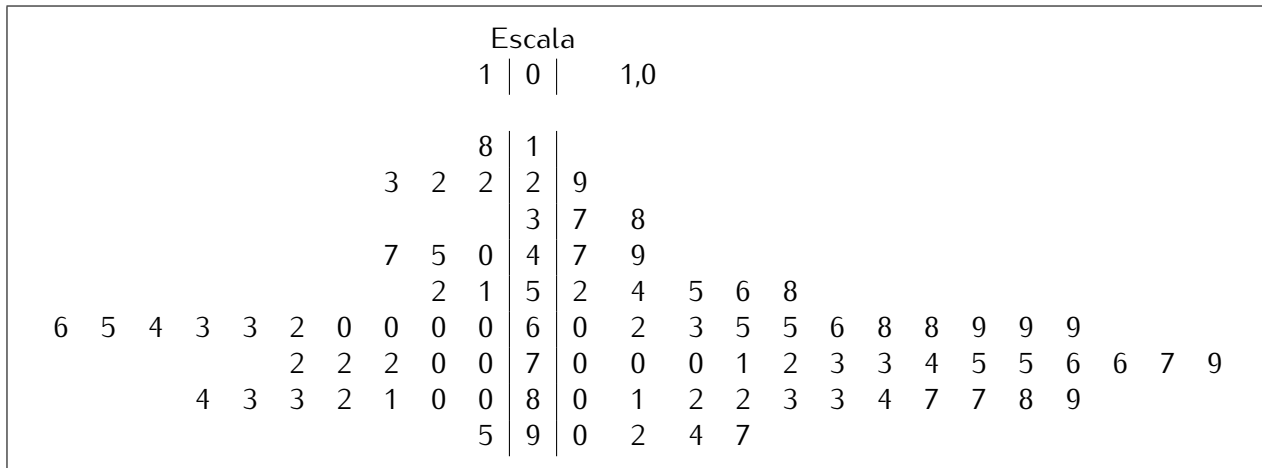 Escala
1 | 0 | 1,0
8 | 1 |
3 2 2 | 2 | 9
| 3 | 7 8
7 5 0 | 4 | 7 9
2 1 | 5 | 2 4 5 6 8
6 5 4 3 3 2 0 0 0 0 | 6 | 0 2 3 5 5 6 8 8 9 9 9
2 2 2 0 0 | 7 | 0 0 0 1 2 3 3 4 5 5 6 6 7 9
4 3 3 2 1 0 0 | 8 | 0 1 2 2 3 3 4 7 7 8 9
5 | 9 | 0 2 4 7